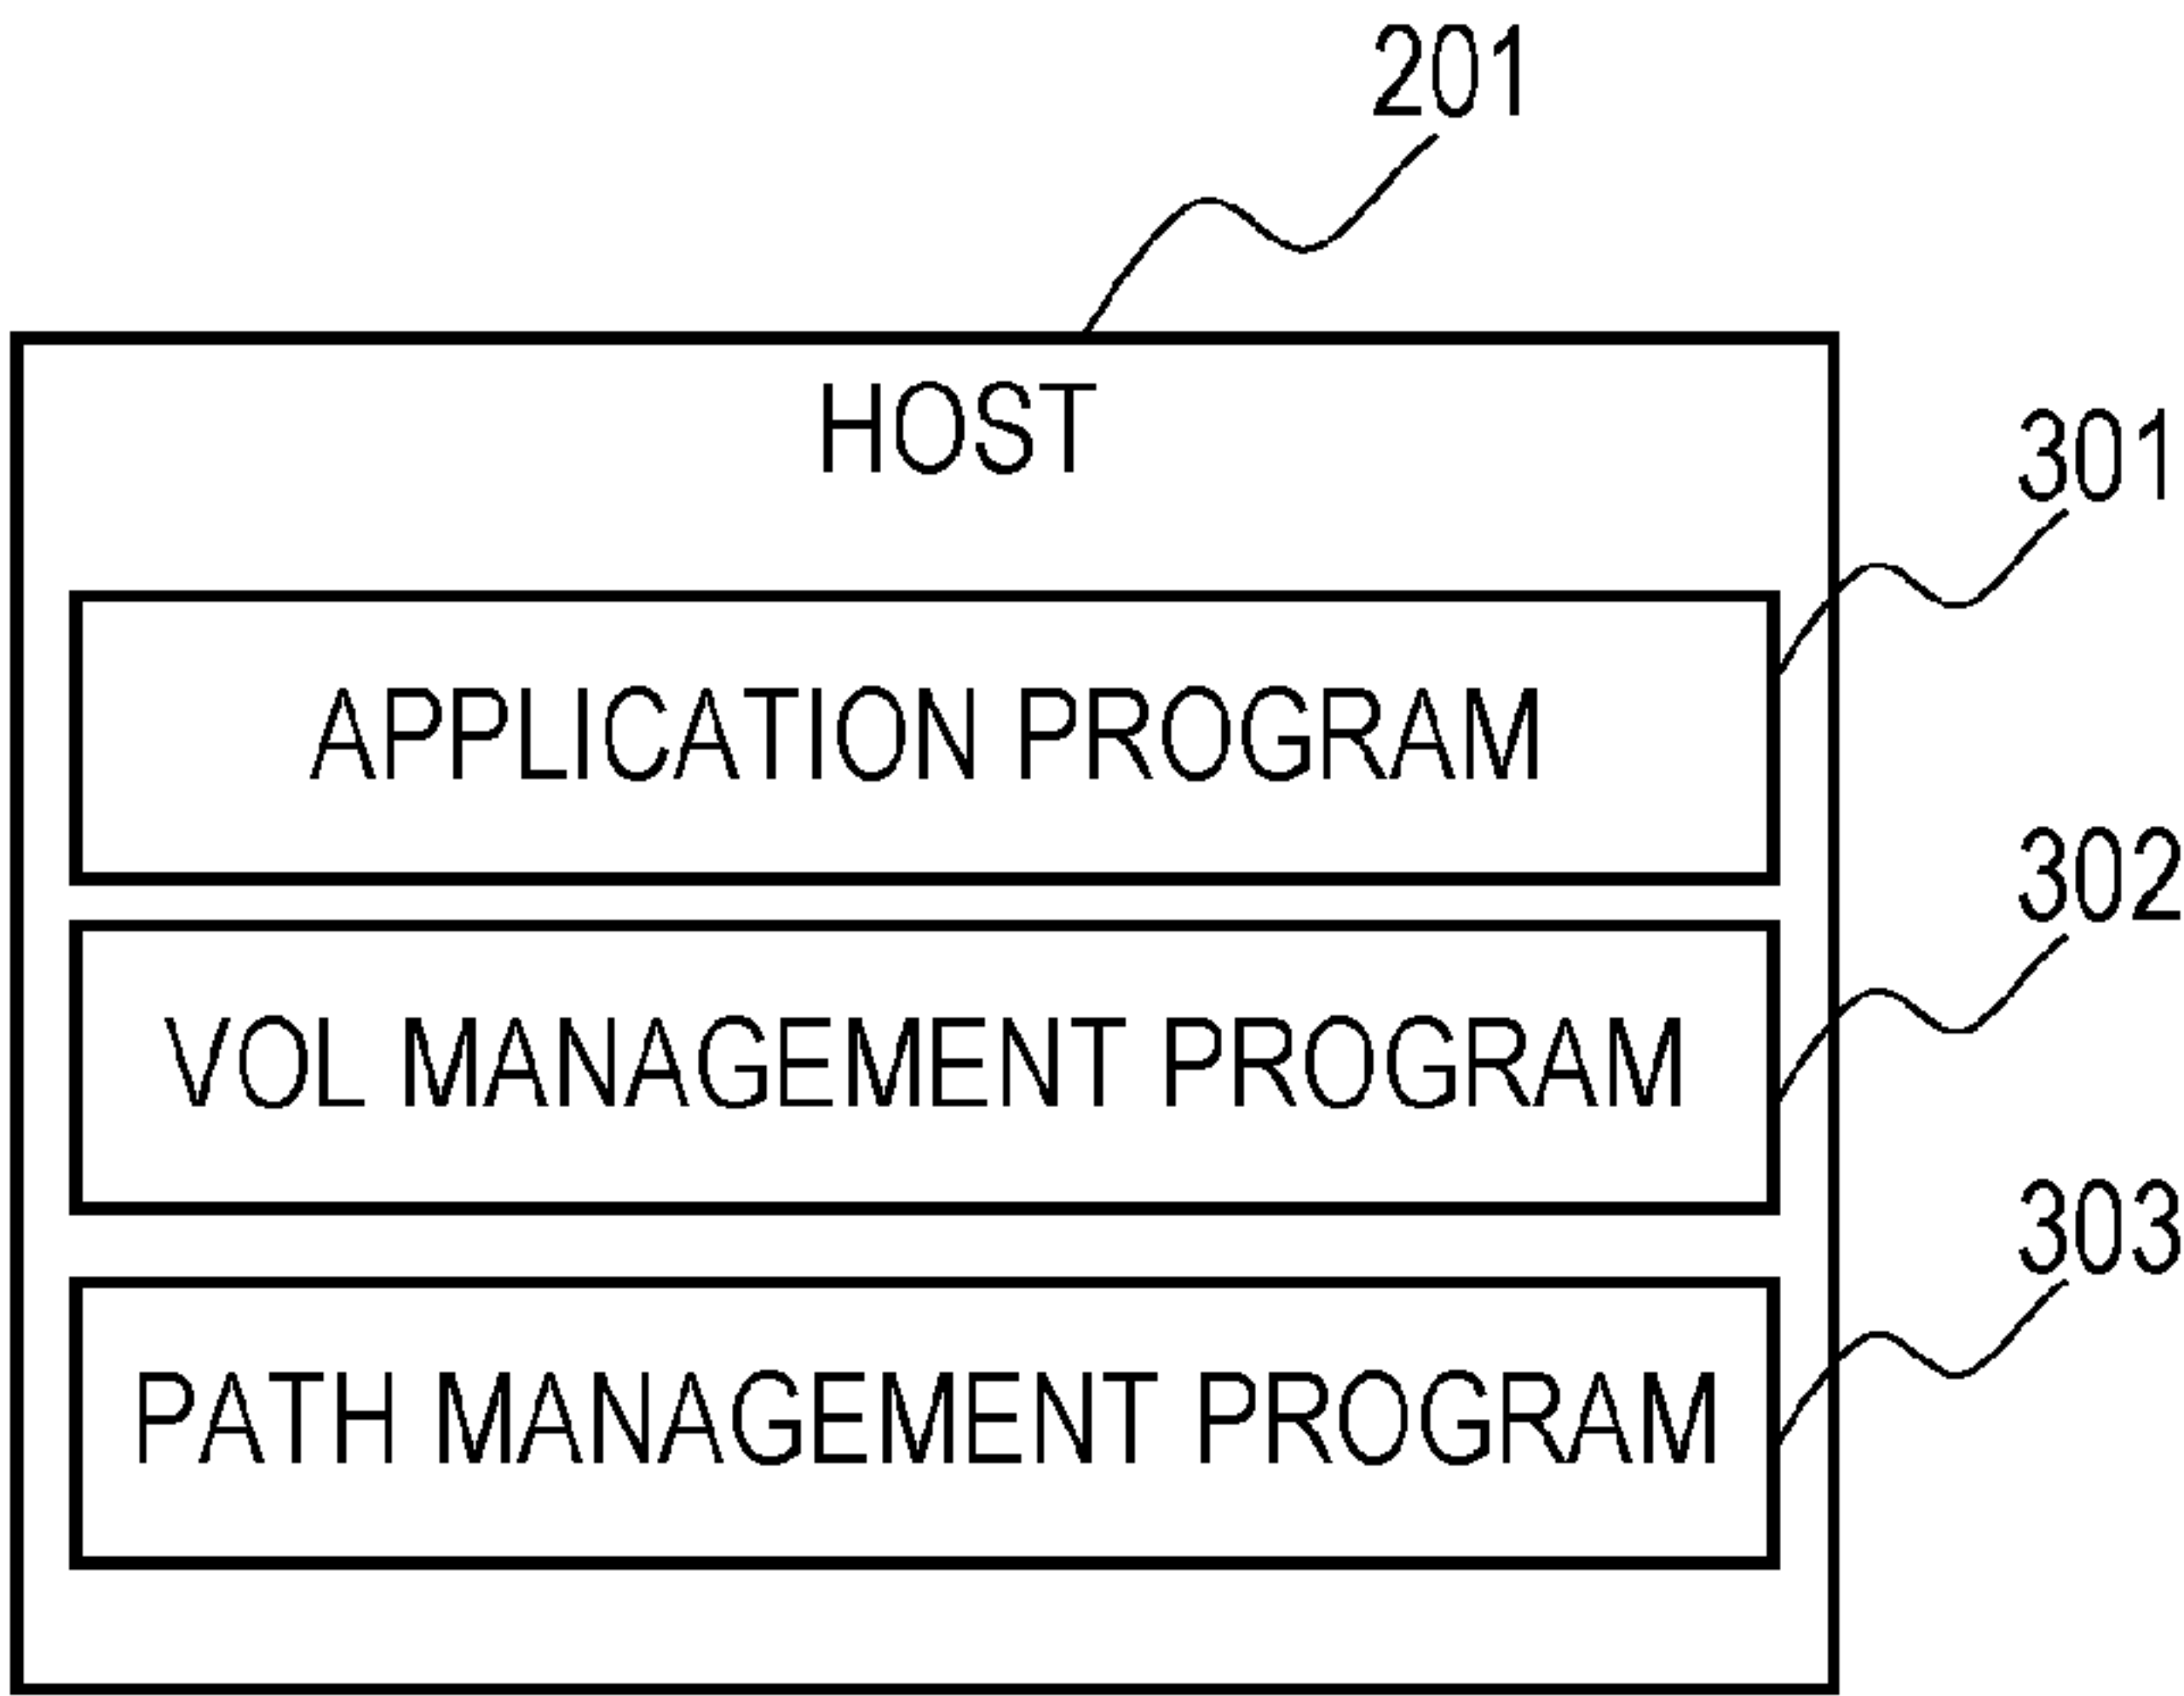 201
HOST
301
APPLICATION PROGRAM
302
VOL MANAGEMENT PROGRAM
303
PATH MANAGEMENT PROGRAM